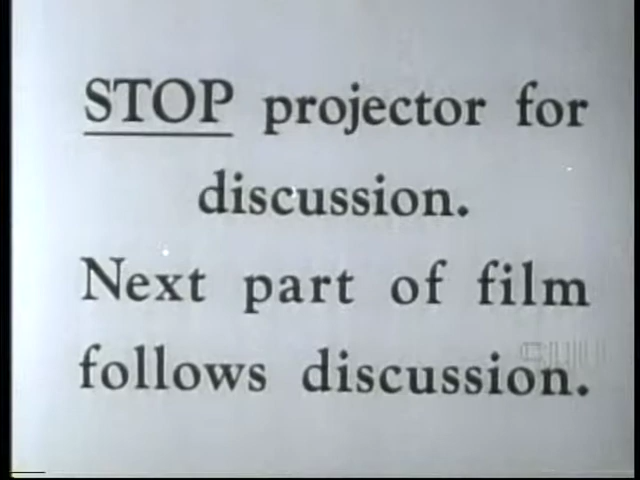 STOP projector for
discussion.
Next part of film
follows discussion.